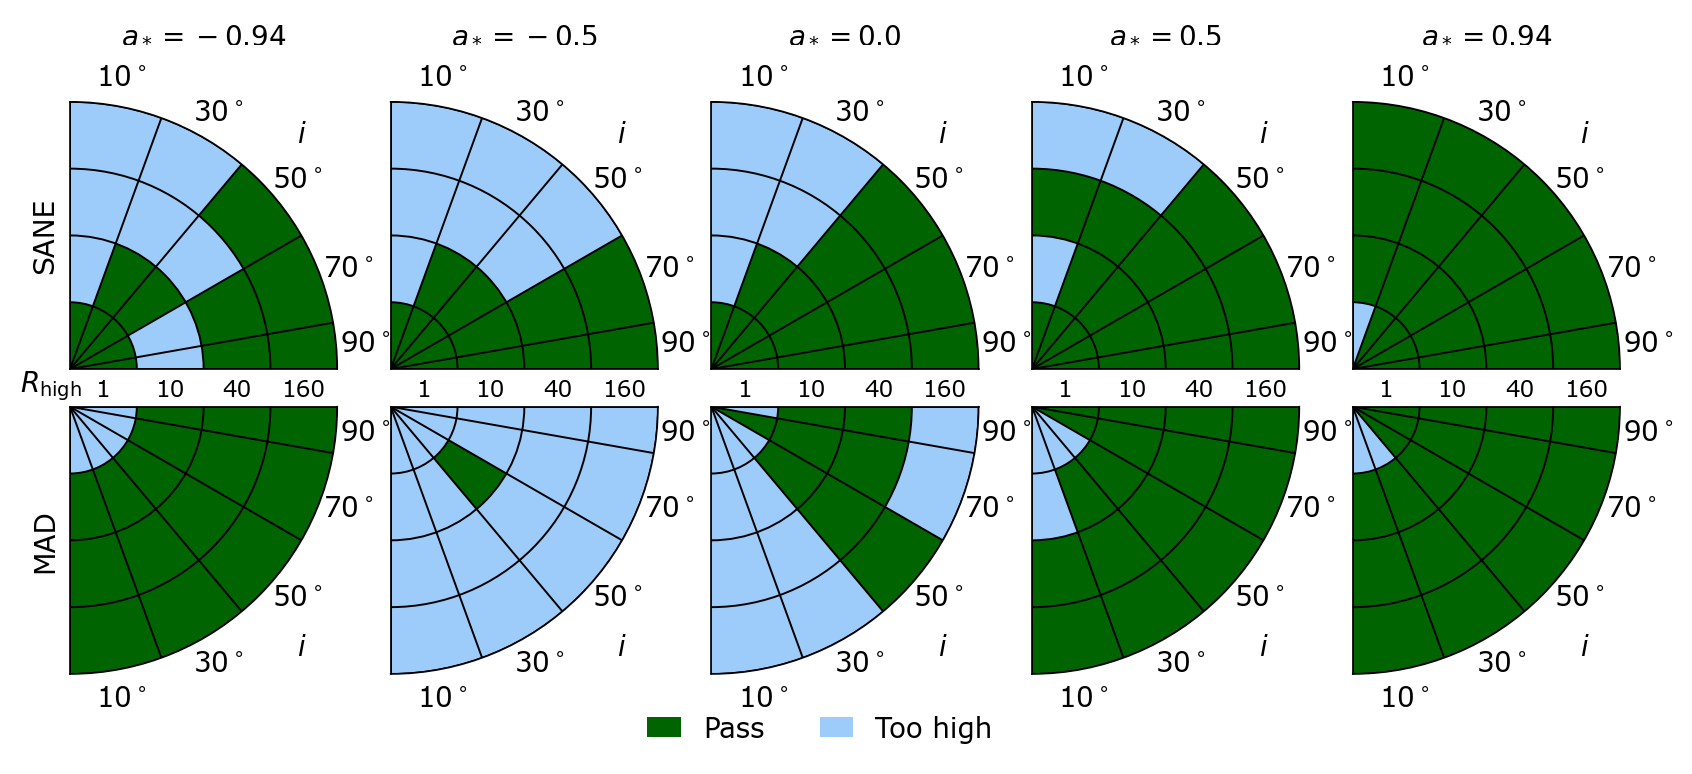 a* = −0.94 a* = −0.5 a* = 0.0 a* = 0.5 a* = 0.94
10° 10° 10° 10° 10°
30° 30° 30° 30° 30°
i i i i i
50° 50° 50° 50° 50°
SANE
70° 70° 70° 70° 70°
90° 90° 90° 90° 90°
Rhigh 1 10 40 160 1 10 40 160 1 10 40 160 1 10 40 160 1 10 40 160
90° 90° 90° 90° 90°
70° 70° 70° 70° 70°
MAD
50° 50° 50° 50° 50°
i i i i i
30° 30° 30° 30° 30°
10° 10° 10° 10° 10°
Pass Too high